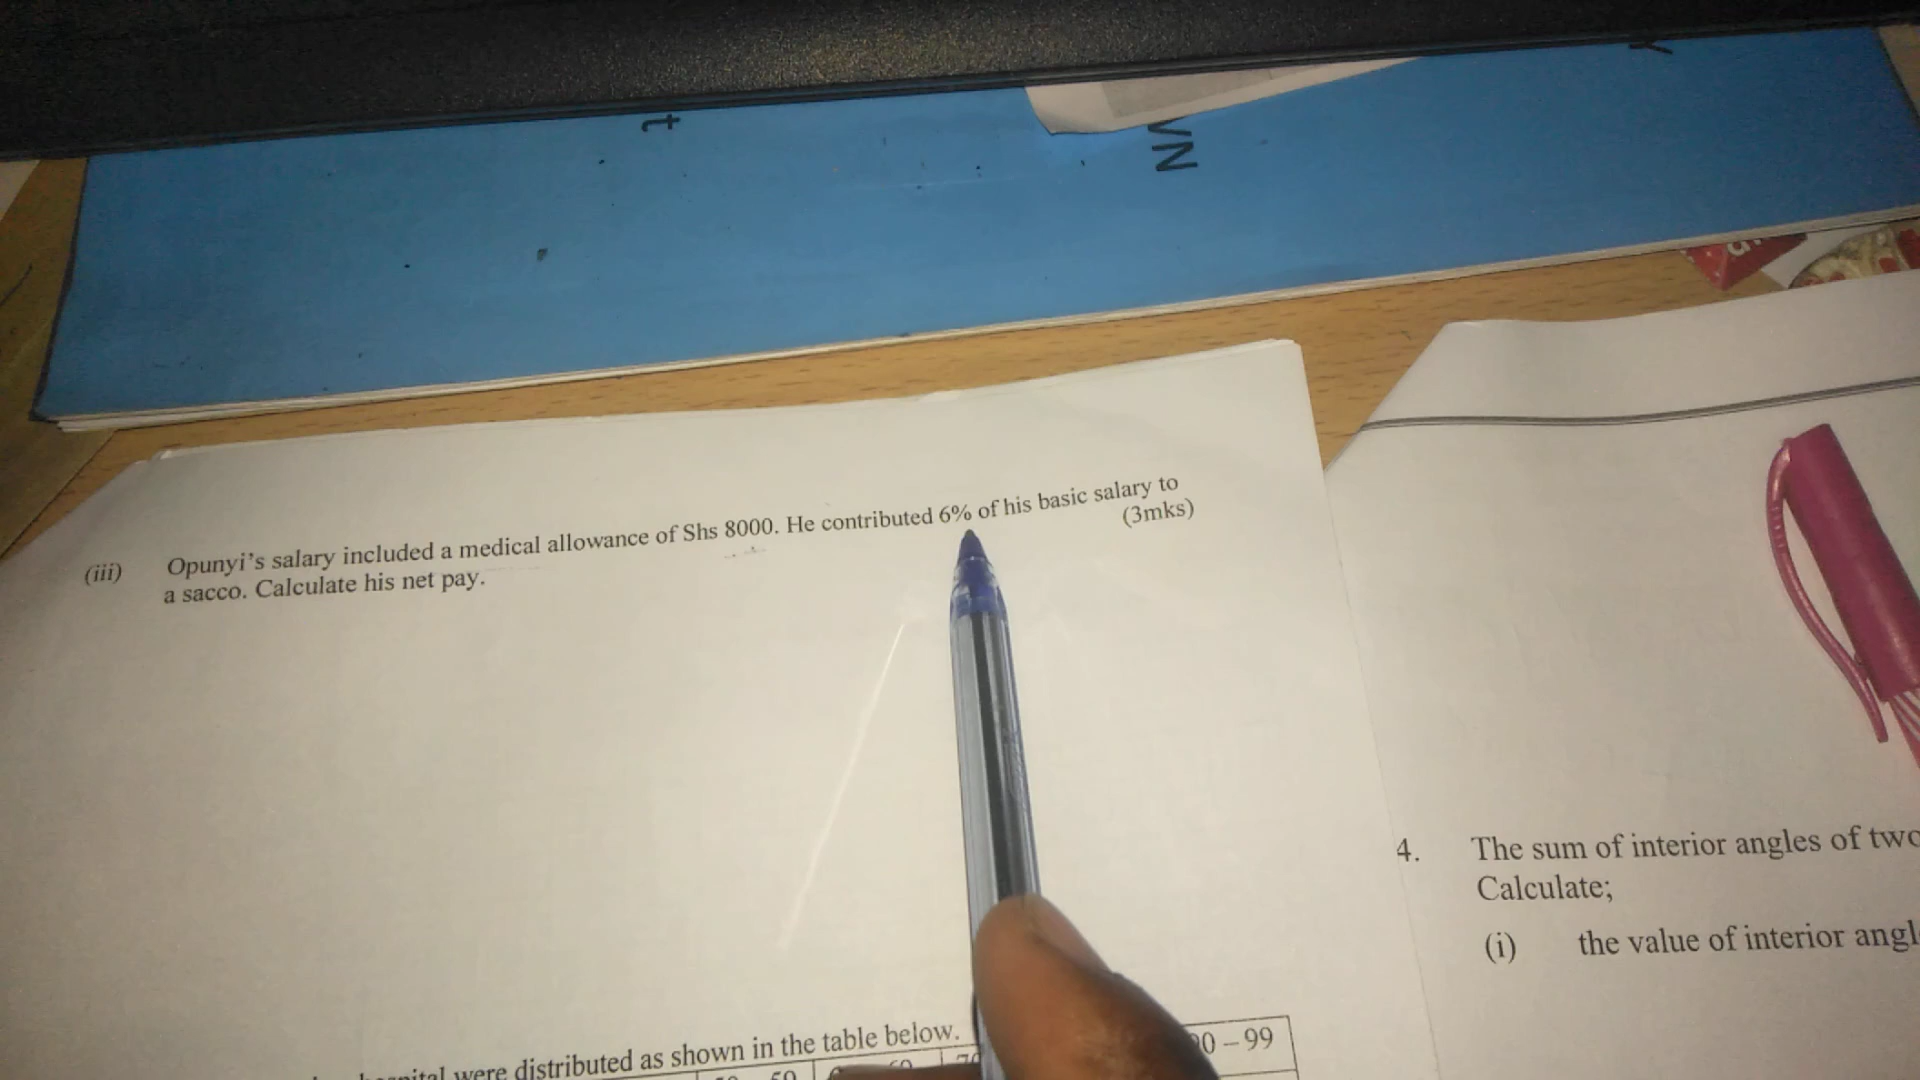 t
VN
Y
(iii) Opunyi's salary included a medical allowance of Shs 8000. He contributed 6% of his basic salary to
a sacco. Calculate his net pay. (3mks)
were distributed as shown in the table below.
– 99
4. The sum of interior angles of two
Calculate;
(i) the value of interior